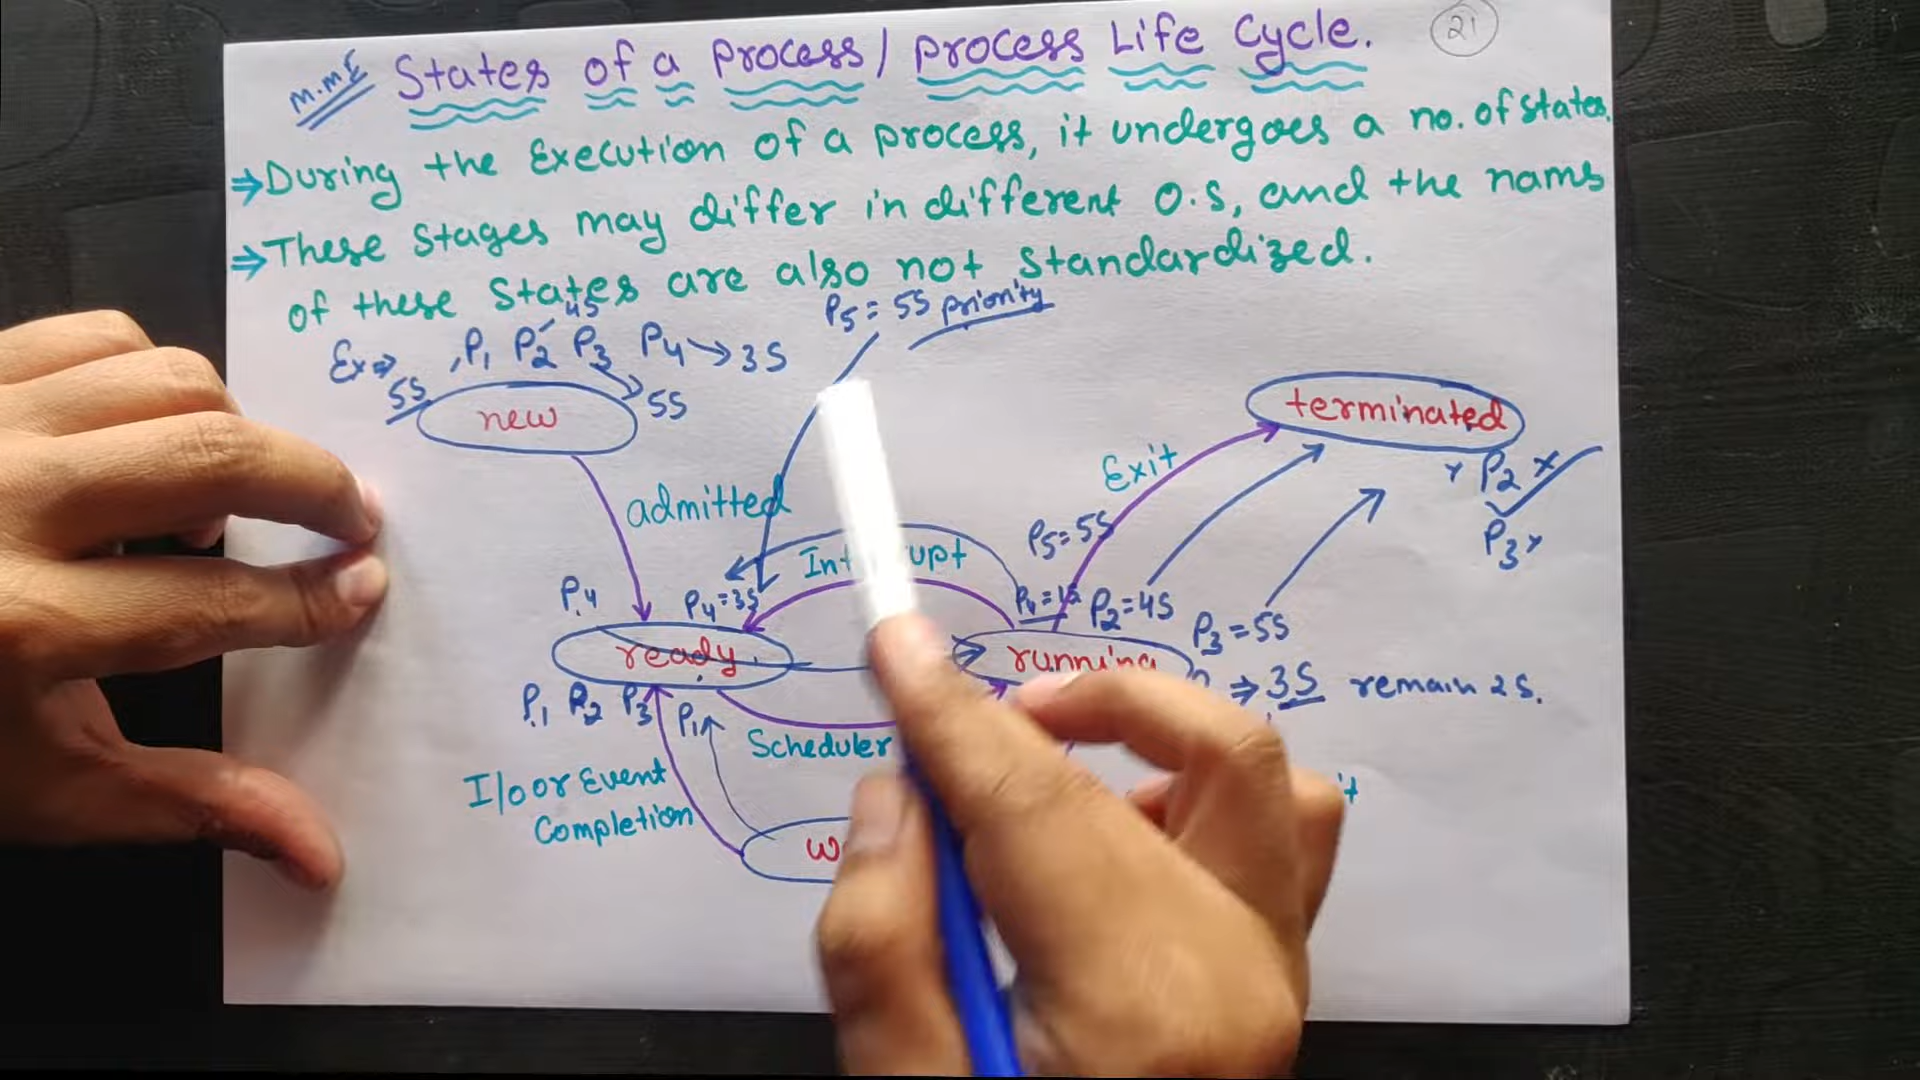 M.M.I
States of a Process / process Life Cycle.
21
⇒ During the Execution of a process, it undergoes a no. of states.
⇒ These stages may differ in different O.S, and the nams
of these States are also not standardized.
4S
P5 = 5S priority
Ex ⇒ P1 P2 P3 P4 → 3S
5S
5S
new
terminated
P2 x
P3 x
Exit
admitted
P5 = 5S
P4
P4 = 3S
P4 = 1S
P2 = 4S
P3 = 5S
ready
running
⇒ 3S remain 2S.
P1 P2 P3 P1
Scheduler
I/O or Event
Completion